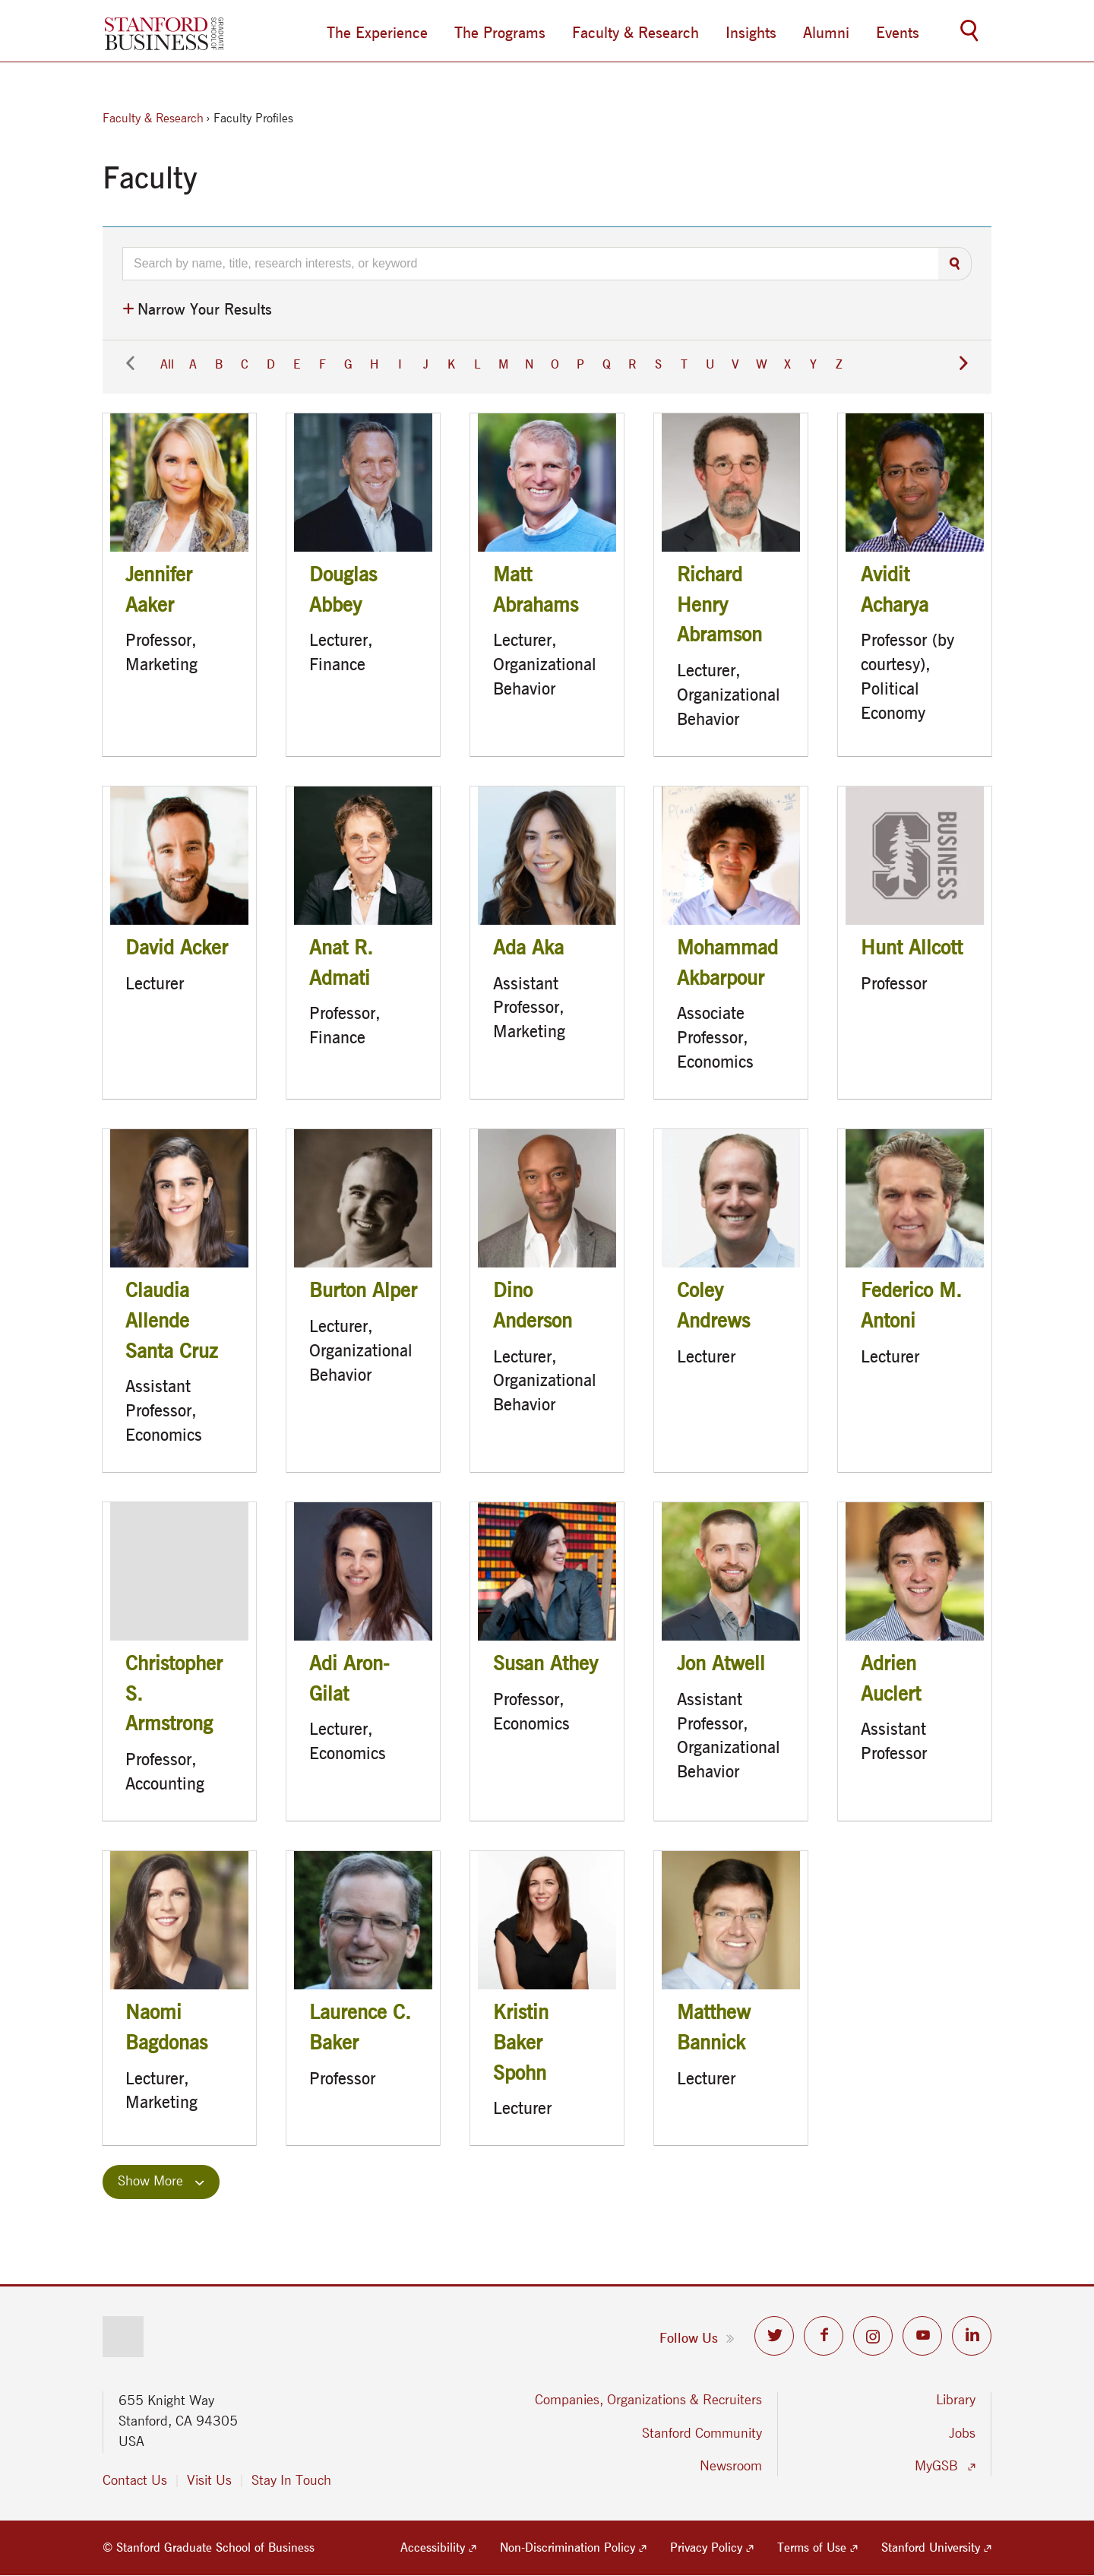 STANFORD
BUSINESS
GRADUATE
SCHOOL OF
The Experience
The Programs
Faculty & Research
Insights
Alumni
Events
Faculty & Research › Faculty Profiles
Faculty
Search by name, title, research interests, or keyword
+ Narrow Your Results
All A B C D E F G H I J K L M N O P Q R S T U V W X Y Z
Jennifer
Aaker
Professor,
Marketing
Douglas
Abbey
Lecturer,
Finance
Matt
Abrahams
Lecturer,
Organizational
Behavior
Richard
Henry
Abramson
Lecturer,
Organizational
Behavior
Avidit
Acharya
Professor (by
courtesy),
Political
Economy
David Acker
Lecturer
Anat R.
Admati
Professor,
Finance
Ada Aka
Assistant
Professor,
Marketing
Mohammad
Akbarpour
Associate
Professor,
Economics
BUSINESS
Hunt Allcott
Professor
Claudia
Allende
Santa Cruz
Assistant
Professor,
Economics
Burton Alper
Lecturer,
Organizational
Behavior
Dino
Anderson
Lecturer,
Organizational
Behavior
Coley
Andrews
Lecturer
Federico M.
Antoni
Lecturer
Christopher
S.
Armstrong
Professor,
Accounting
Adi Aron-
Gilat
Lecturer,
Economics
Susan Athey
Professor,
Economics
Jon Atwell
Assistant
Professor,
Organizational
Behavior
Adrien
Auclert
Assistant
Professor
Naomi
Bagdonas
Lecturer,
Marketing
Laurence C.
Baker
Professor
Kristin
Baker
Spohn
Lecturer
Matthew
Bannick
Lecturer
Show More
Follow Us
655 Knight Way
Stanford, CA 94305
USA
Contact Us | Visit Us | Stay In Touch
Companies, Organizations & Recruiters
Stanford Community
Newsroom
Library
Jobs
MyGSB
© Stanford Graduate School of Business
Accessibility
Non-Discrimination Policy
Privacy Policy
Terms of Use
Stanford University